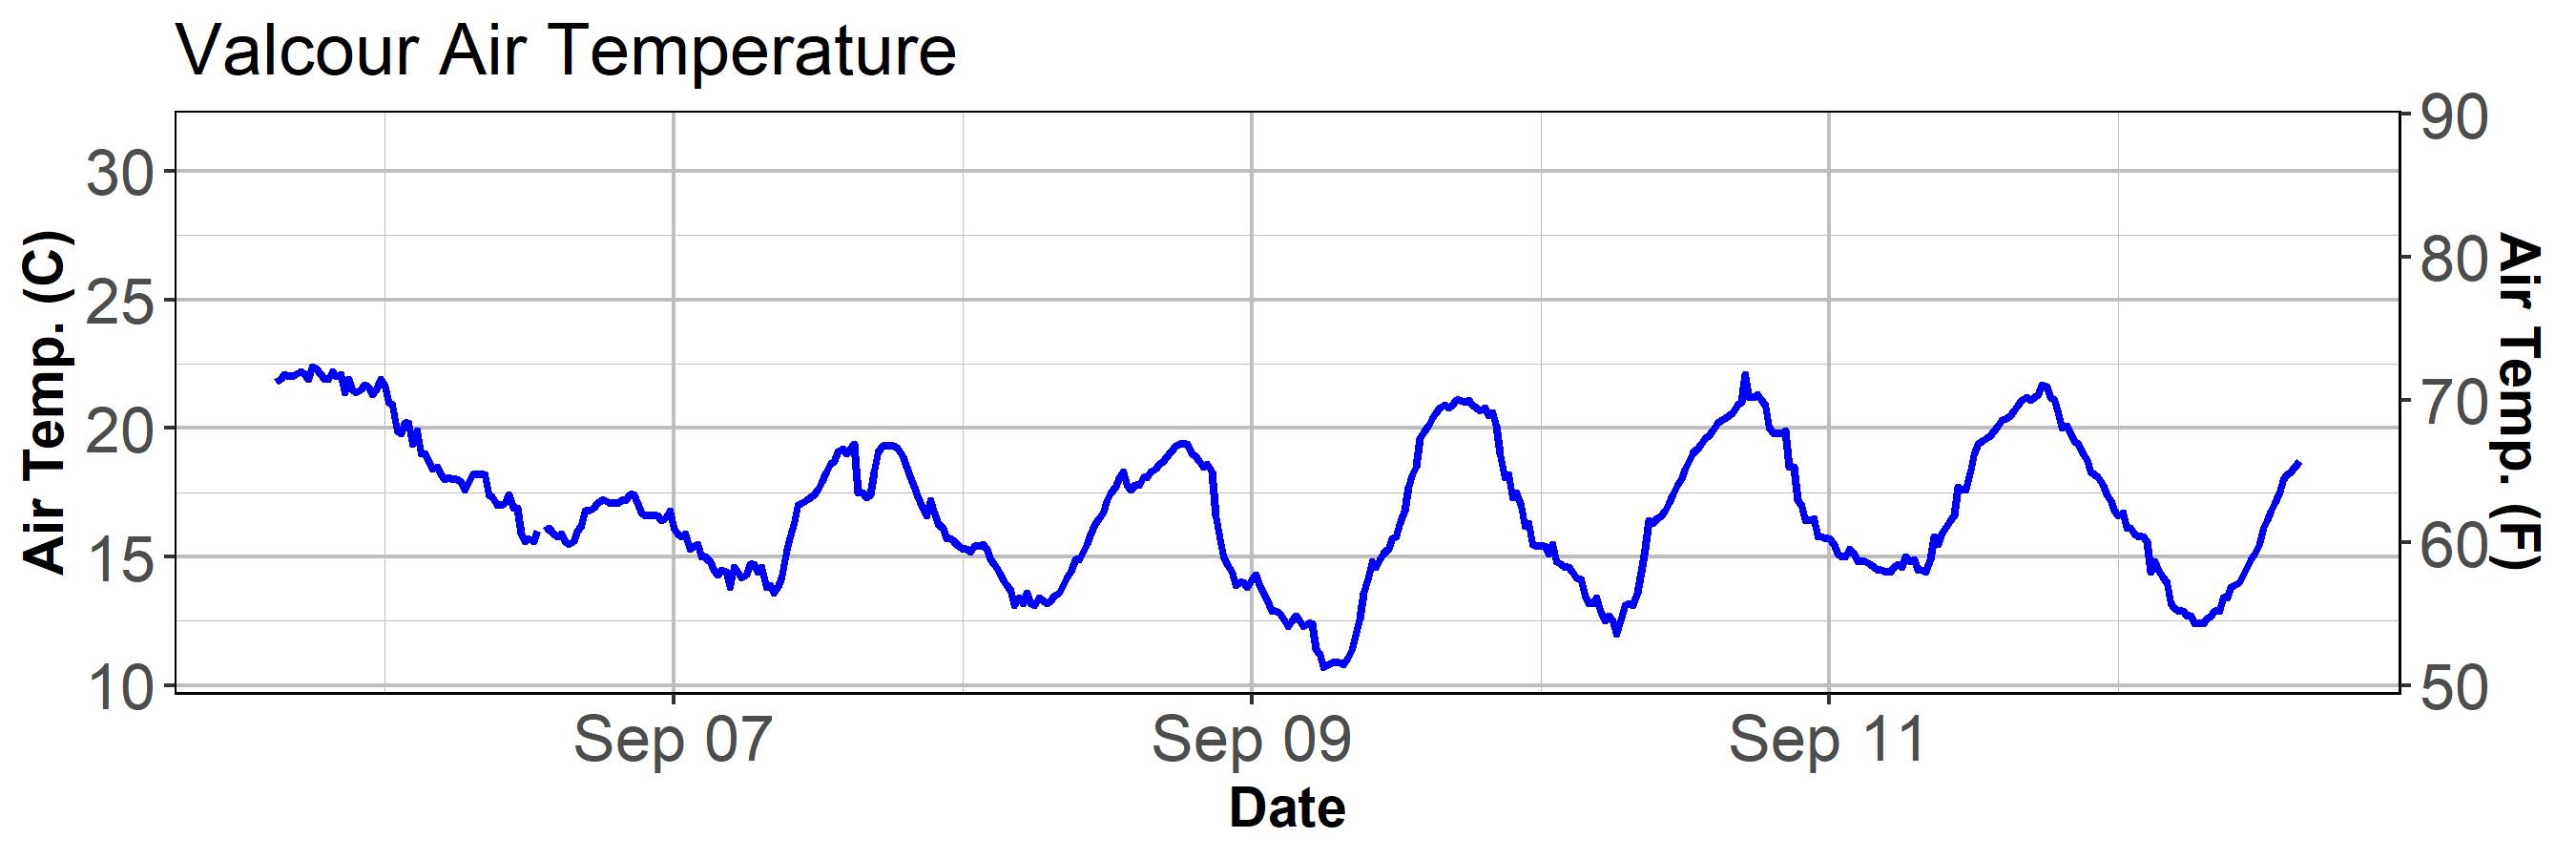 Valcour Air Temperature
Air Temp. (C)
30
25
20
15
10
90
80
70
60
50
Air Temp. (F)
Sep 07
Sep 09
Sep 11
Date